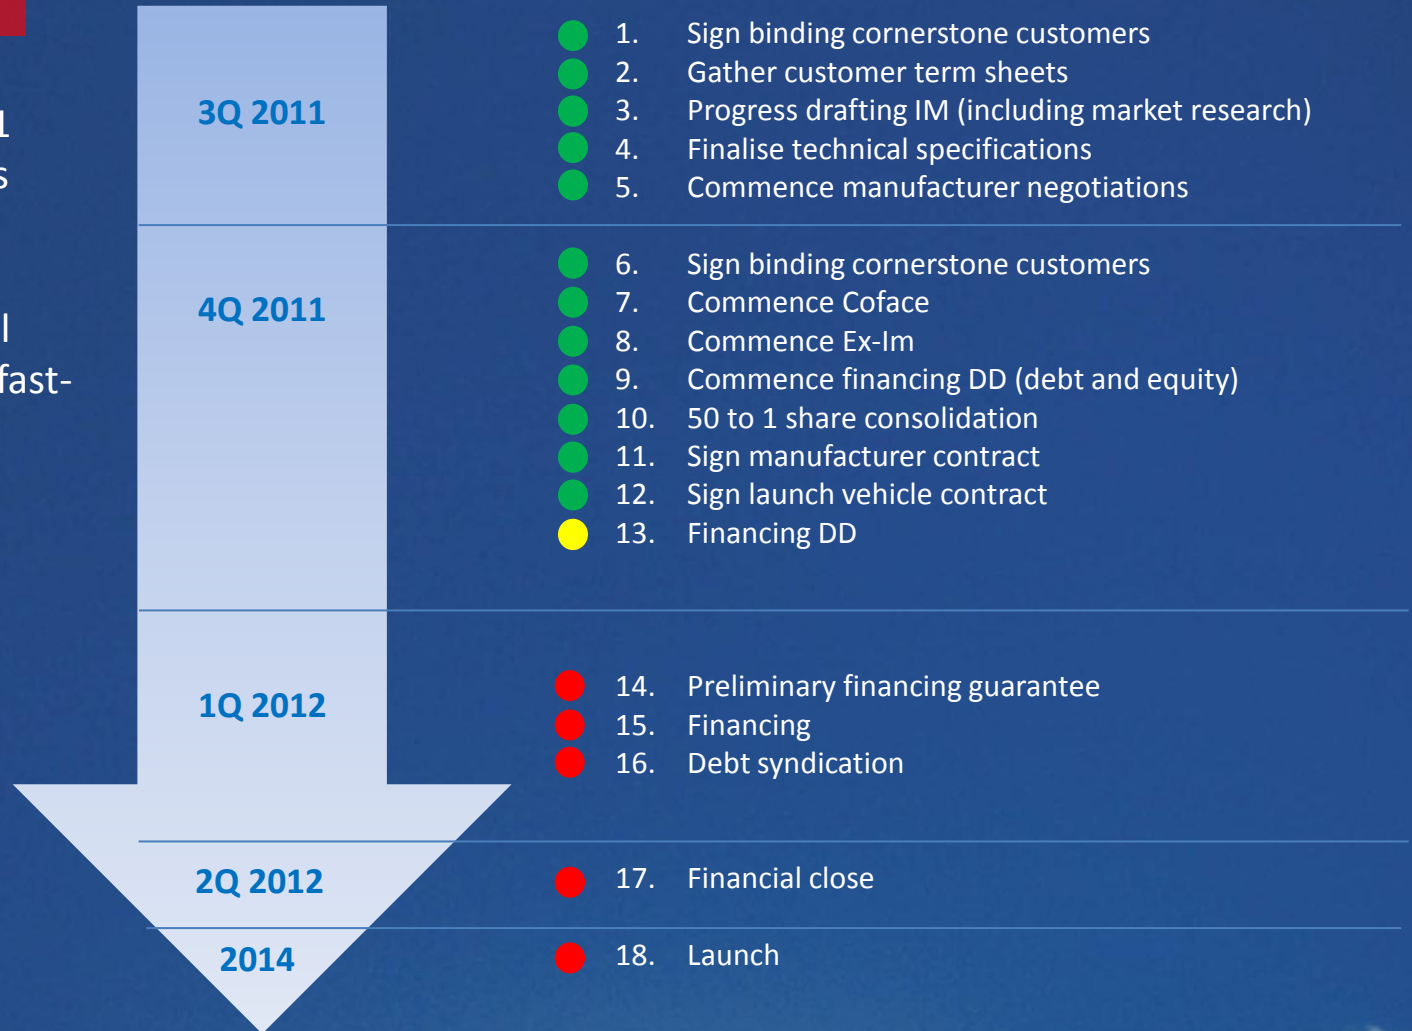 1
s
l
fast-
3Q 2011
1. Sign binding cornerstone customers
2. Gather customer term sheets
3. Progress drafting IM (including market research)
4. Finalise technical specifications
5. Commence manufacturer negotiations
4Q 2011
6. Sign binding cornerstone customers
7. Commence Coface
8. Commence Ex-Im
9. Commence financing DD (debt and equity)
10. 50 to 1 share consolidation
11. Sign manufacturer contract
12. Sign launch vehicle contract
13. Financing DD
1Q 2012
14. Preliminary financing guarantee
15. Financing
16. Debt syndication
2Q 2012
17. Financial close
2014
18. Launch